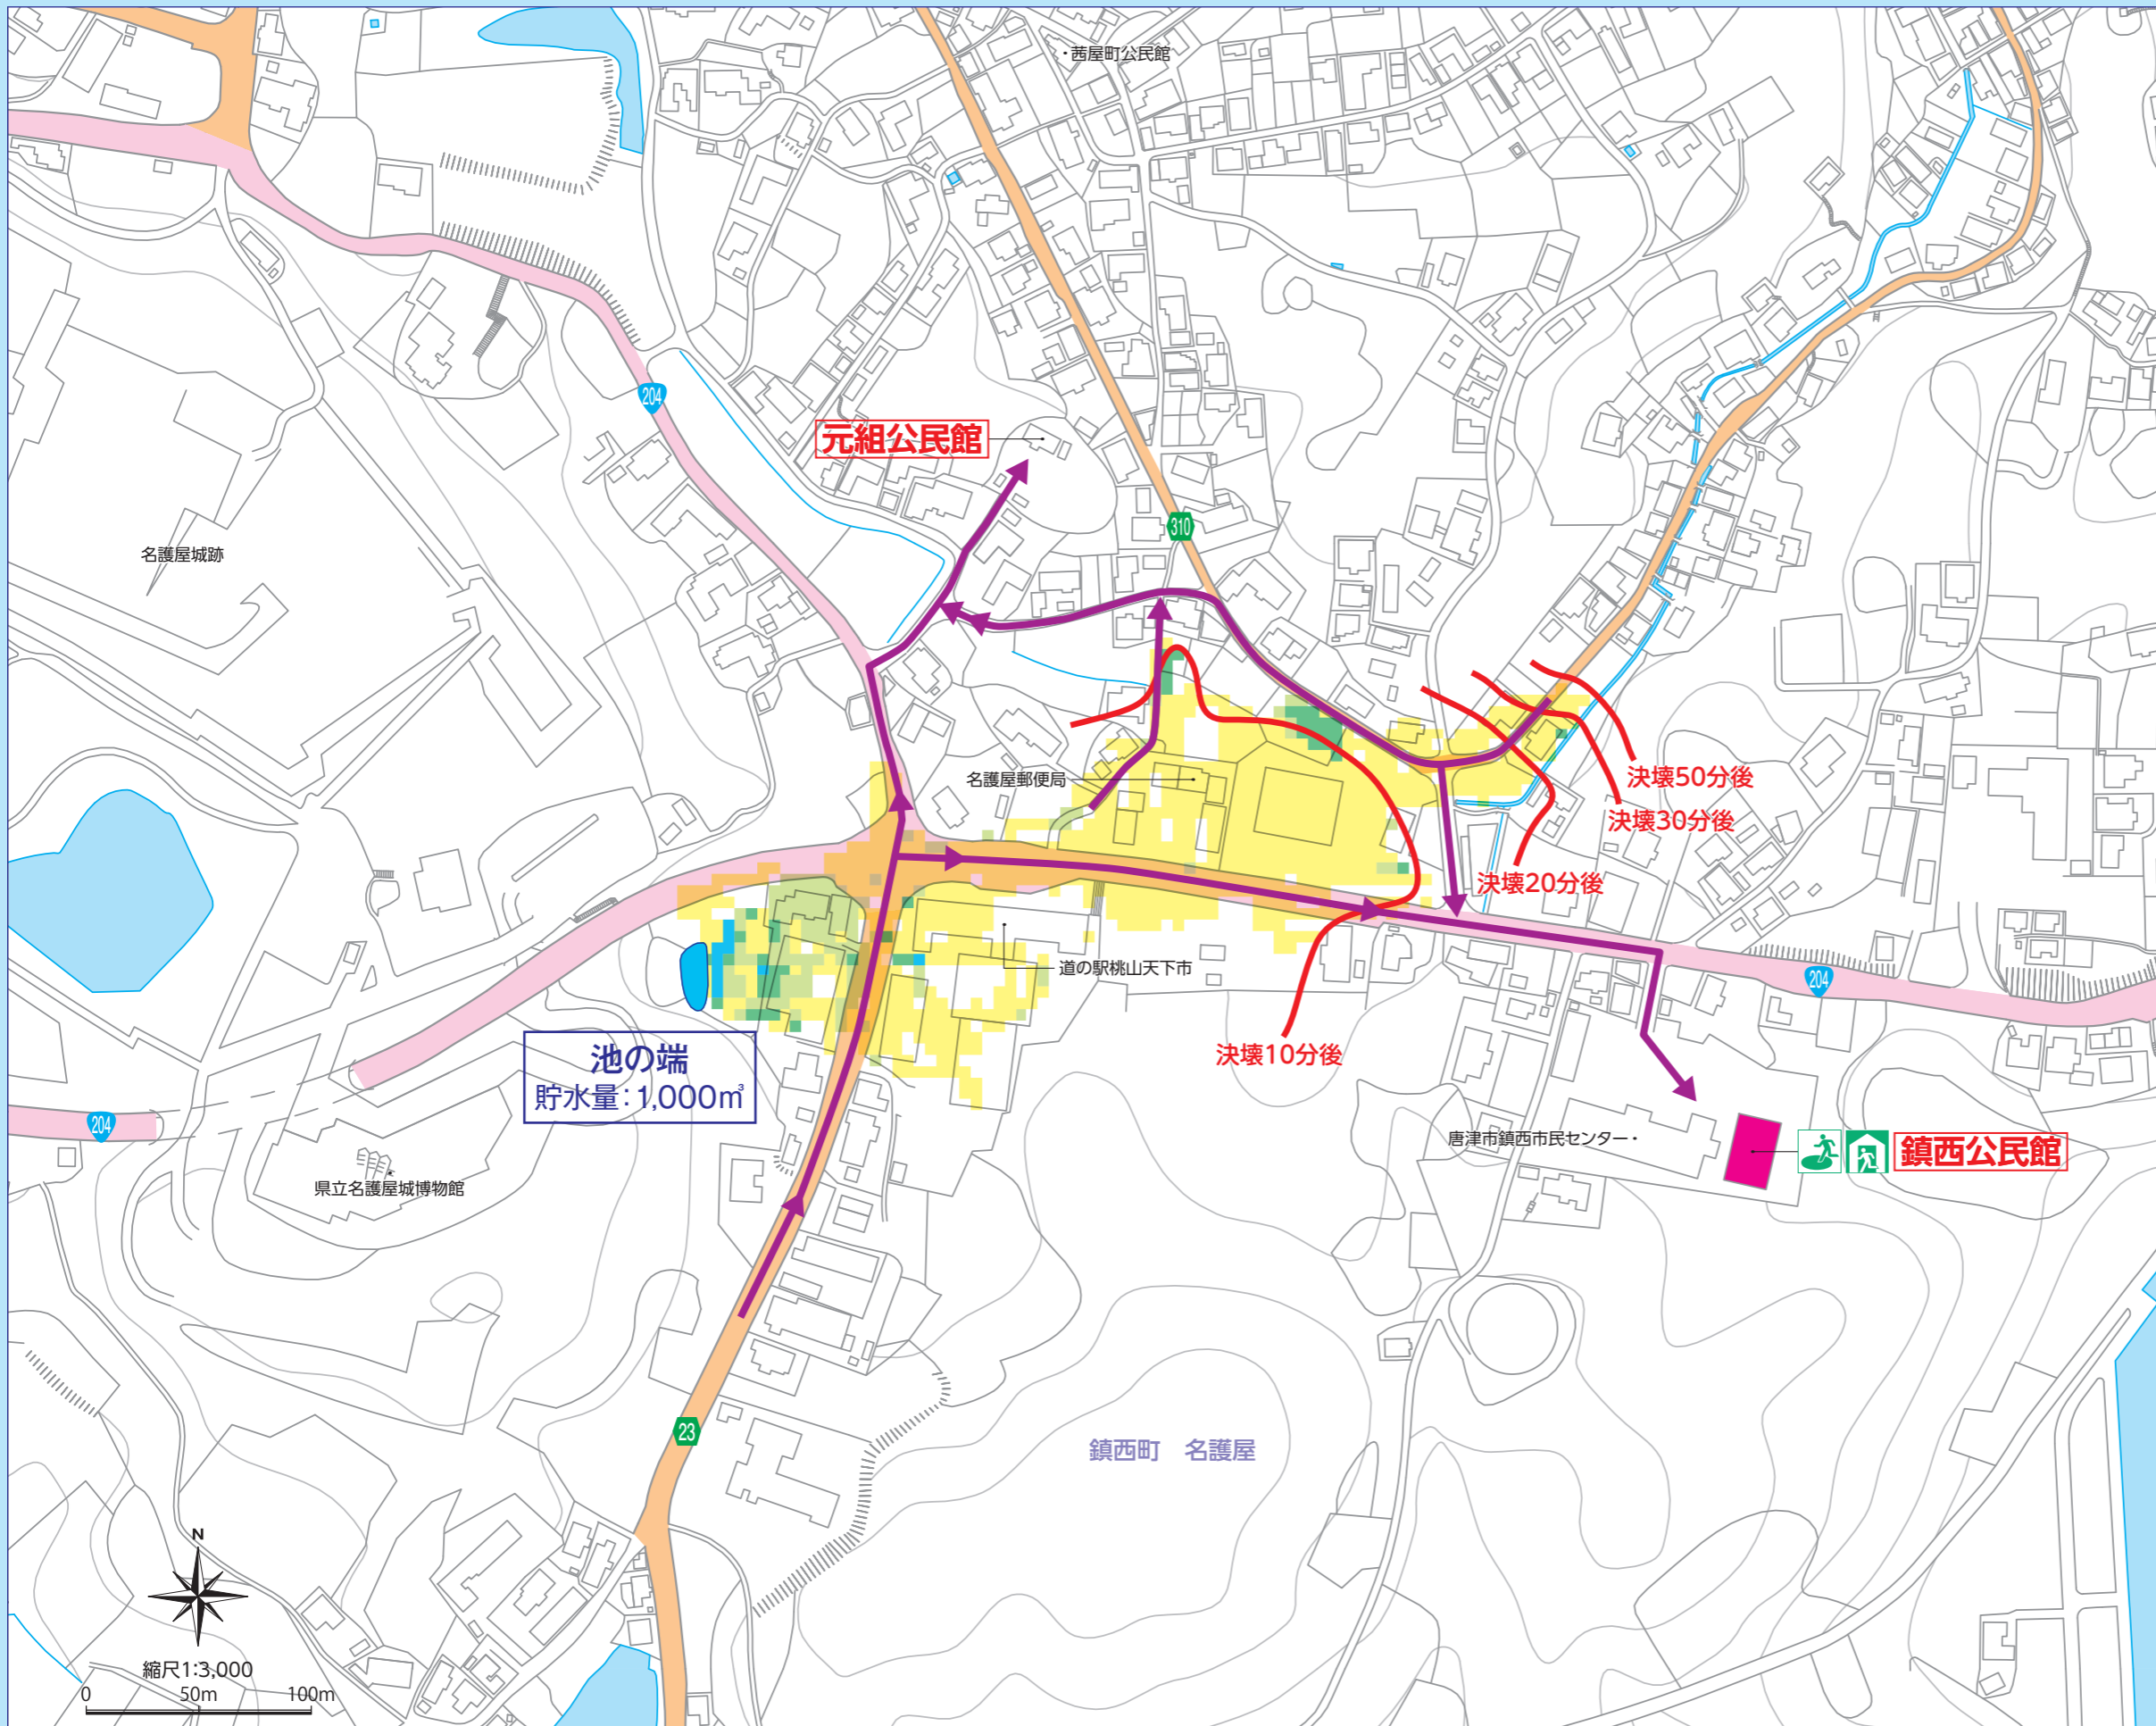 ・茜屋町公民館
204
元組公民館
310
名護屋城跡
名護屋郵便局
決壊50分後
決壊30分後
決壊20分後
道の駅桃山天下市
204
決壊10分後
池の端
貯水量：1,000㎥
204
唐津市鎮西市民センター・
鎮西公民館
県立名護屋城博物館
23
鎮西町　名護屋
N
縮尺1:3,000
0 50m 100m